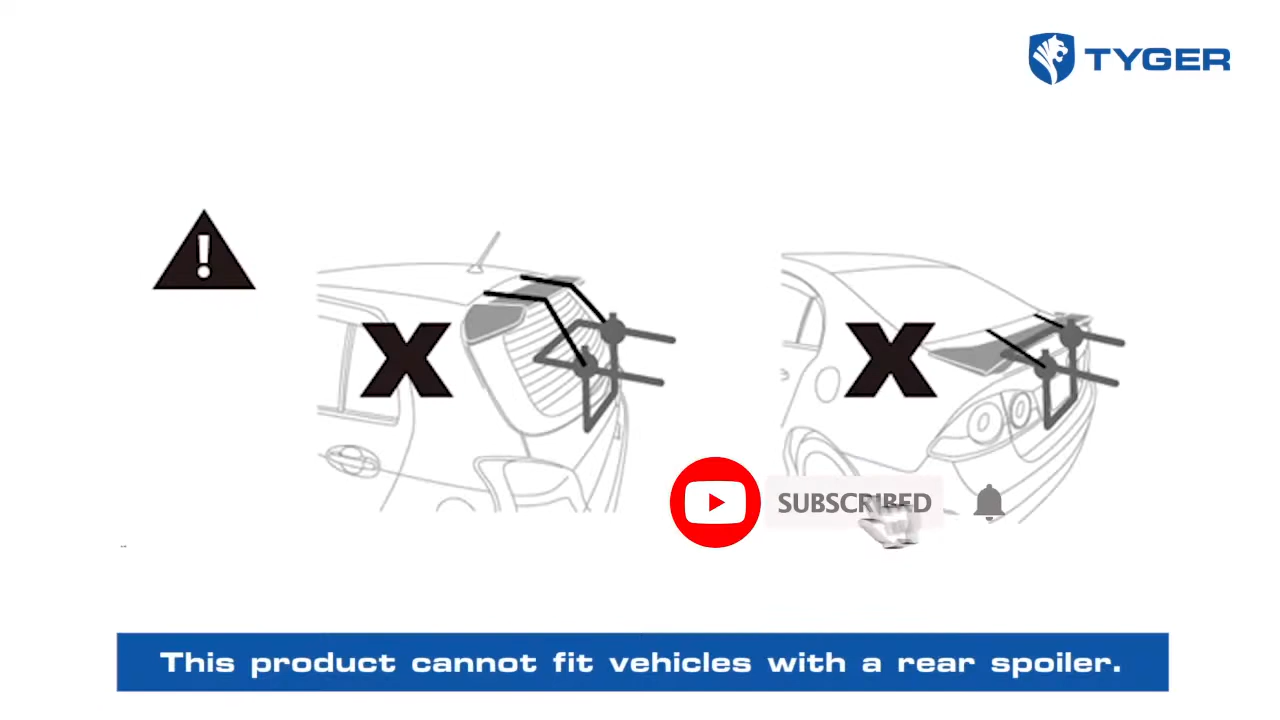 TYGER
!
X X
SUBSCRIBED
This product cannot fit vehicles with a rear spoiler.